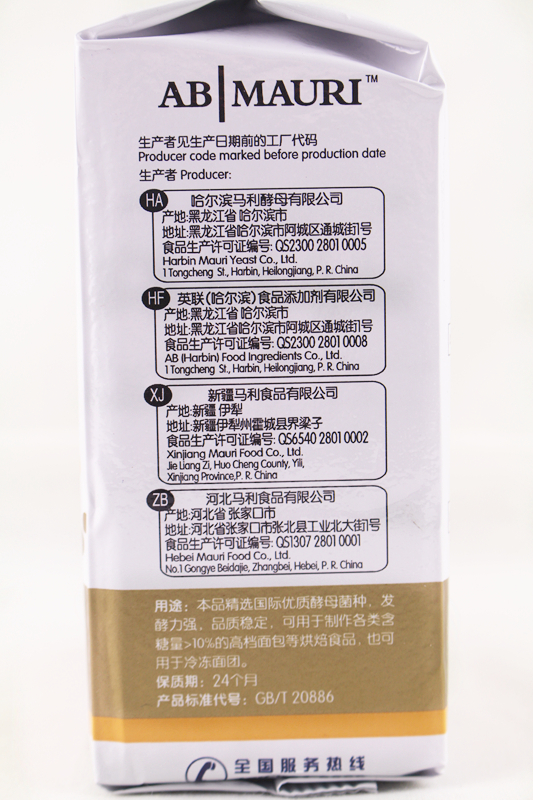 AB|MAURI™
生产者见生产日期前的工厂代码
Producer code marked before production date
生产者 Producer:
HA 哈尔滨马利酵母有限公司
产地:黑龙江省 哈尔滨市
地址:黑龙江省哈尔滨市阿城区通城街1号
食品生产许可证编号: QS2300 2801 0005
Harbin Mauri Yeast Co., Ltd.
1 Tongcheng St., Harbin, Heilongjiang, P. R. China
HF 英联(哈尔滨)食品添加剂有限公司
产地:黑龙江省 哈尔滨市
地址:黑龙江省哈尔滨市阿城区通城街1号
食品生产许可证编号: QS2300 2801 0008
AB (Harbin) Food Ingredients Co., Ltd.
1 Tongcheng St., Harbin, Heilongjiang, P. R. China
XJ 新疆马利食品有限公司
产地:新疆 伊犁
地址:新疆伊犁州霍城县界梁子
食品生产许可证编号: QS6540 2801 0002
Xinjiang Mauri Food Co., Ltd.
Jie Liang Zi, Huo Cheng County, Yili,
Xinjiang Province,P. R. China
ZB 河北马利食品有限公司
产地:河北省 张家口市
地址:河北省张家口市张北县工业北大街1号
食品生产许可证编号: QS1307 2801 0001
Hebei Mauri Food Co., Ltd.
No.1 Gongye Beidajie, Zhangbei, Hebei, P. R. China
用途: 本品精选国际优质酵母菌种，发
酵力强，品质稳定，可用于制作各类含
糖量>10%的高档面包等烘焙食品，也可
用于冷冻面团。
保质期: 24个月
产品标准代号: GB/T 20886
全国服务热线